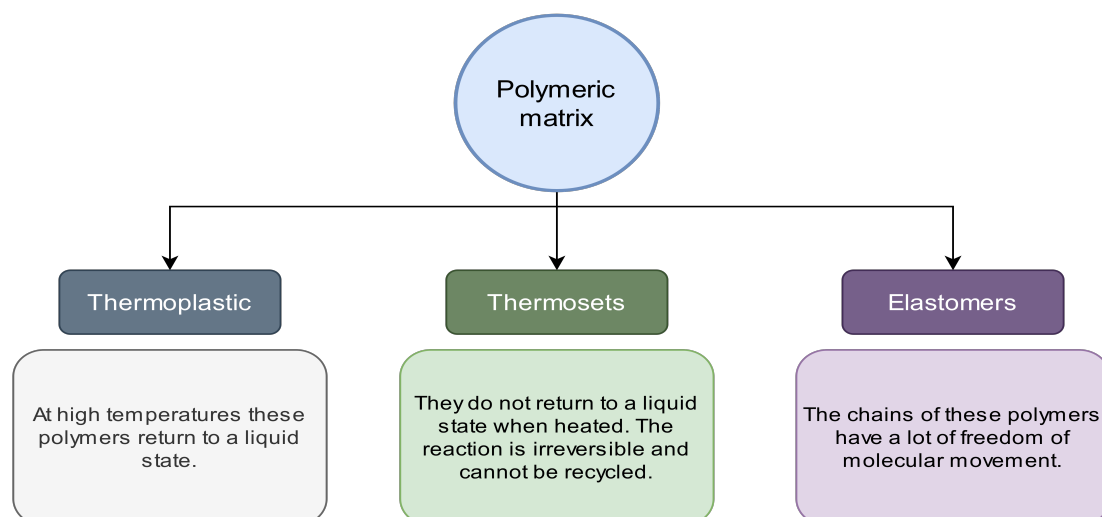 Polymeric
matrix
Thermoplastic
Thermosets
Elastomers
At high temperatures these
polymers return to a liquid
state.
They do not return to a liquid
state when heated. The
reaction is irreversible and
cannot be recycled.
The chains of these polymers
have a lot of freedom of
molecular movement.